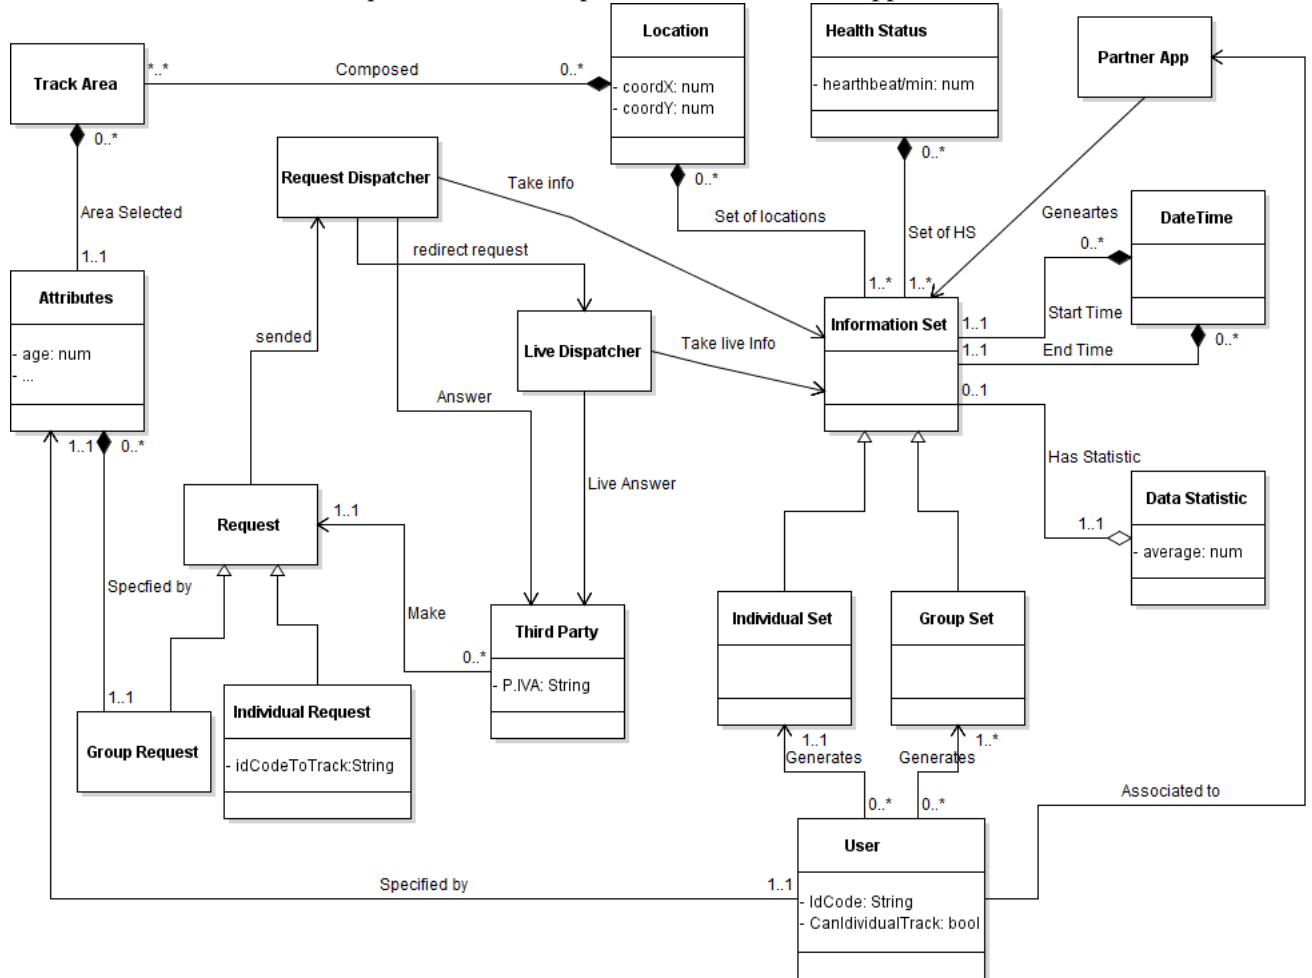 Location
Health Status
Partner App
Track Area
*..*
Composed
0..*
- coordX: num
- coordY: num
- hearthbeat/min: num
0..*
Request Dispatcher
Take info
0..*
0..*
Area Selected
Set of locations
Set of HS
Geneartes
DateTime
0..*
redirect request
1..1
Attributes
1..*
1..*
Information Set
1..1
Start Time
sended
Live Dispatcher
Take live Info
1..1
End Time
0..*
- age: num
- ...
0..1
Answer
1..1
0..*
Has Statistic
Live Answer
Data Statistic
Request
1..1
1..1
- average: num
Specfied by
Make
Third Party
Individual Set
Group Set
0..*
- P.IVA: String
1..1
Individual Request
Group Request
1..1
1..*
- idCodeToTrack:String
Generates
Generates
Associated to
0..*
0..*
User
Specified by
1..1
- IdCode: String
- CanIdividualTrack: bool